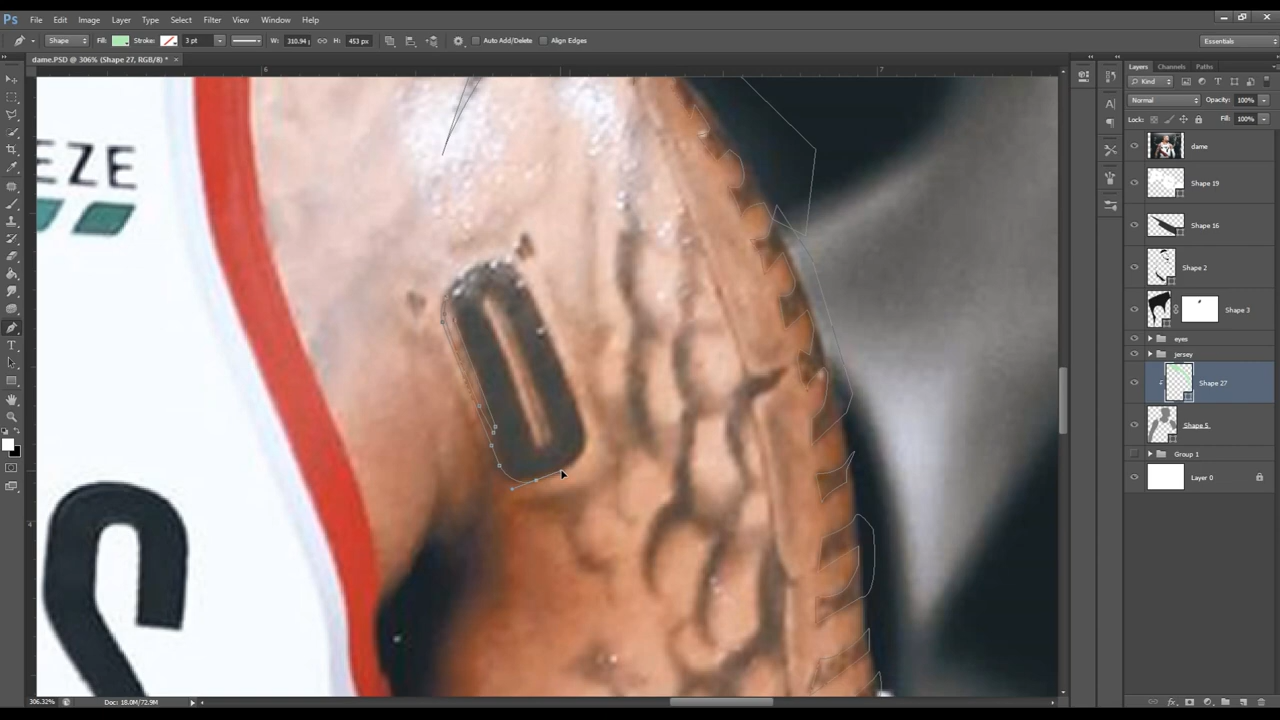 Ps File Edit Image Layer Type Select Filter View Window Help
Shape Fill: Stroke: 3 pt W: 310.94 H: 453 px Auto Add/Delete Align Edges Essentials
dame.PSD @ 306% (Shape 27, RGB/8) * ×
6 7
Layers Channels Paths
Kind
Normal Opacity: 100%
Lock: Fill: 100%
dame
Shape 19
Shape 16
Shape 2
Shape 3
eyes
jersey
Shape 27
Shape 5
Group 1
Layer 0
EZE
4
306.32% Doc: 18.0M/72.9M